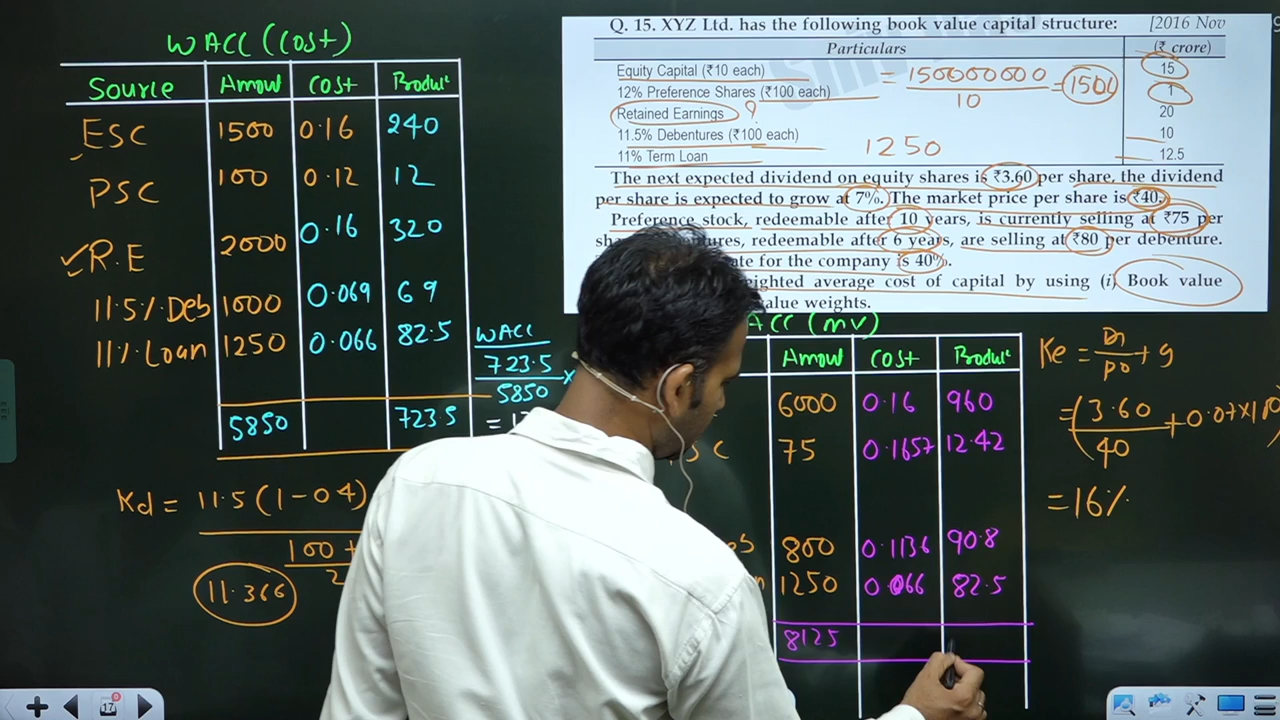 WACC (Cost)
Source Amount Cost Produc
ESC 1500 0.16 240
PSC 100 0.12 12
R.E 2000 0.16 320
11.5% Deb 1000 0.069 69
11% Loan 1250 0.066 82.5
5850 723.5
WACC
723.5
5850 ×
=
Kd = 11.5 (1-0.4)
100 +
2
11.366
Q. 15. XYZ Ltd. has the following book value capital structure: [2016 Nov
Particulars (₹ crore)
Equity Capital (₹10 each) 15
12% Preference Shares (₹100 each) 1
Retained Earnings 20
11.5% Debentures (₹100 each) 10
11% Term Loan 12.5
= 150000000
10
= 150L
?
1250
The next expected dividend on equity shares is ₹3.60 per share, the dividend
per share is expected to grow at 7%. The market price per share is ₹40.
Preference stock, redeemable after 10 years, is currently selling at ₹75 per
redeemable after 6 years, are selling at ₹80 per debenture.
for the company is 40%.
average cost of capital by using (i) Book value
weights.
(mv)
Amount Cost Produc
6000 0.16 960
75 0.1657 12.42
800 0.1136 90.8
1250 0.066 82.5
8125
Ke = D1
P0 + g
= (3.60
40 + 0.07×10
= 16%
17